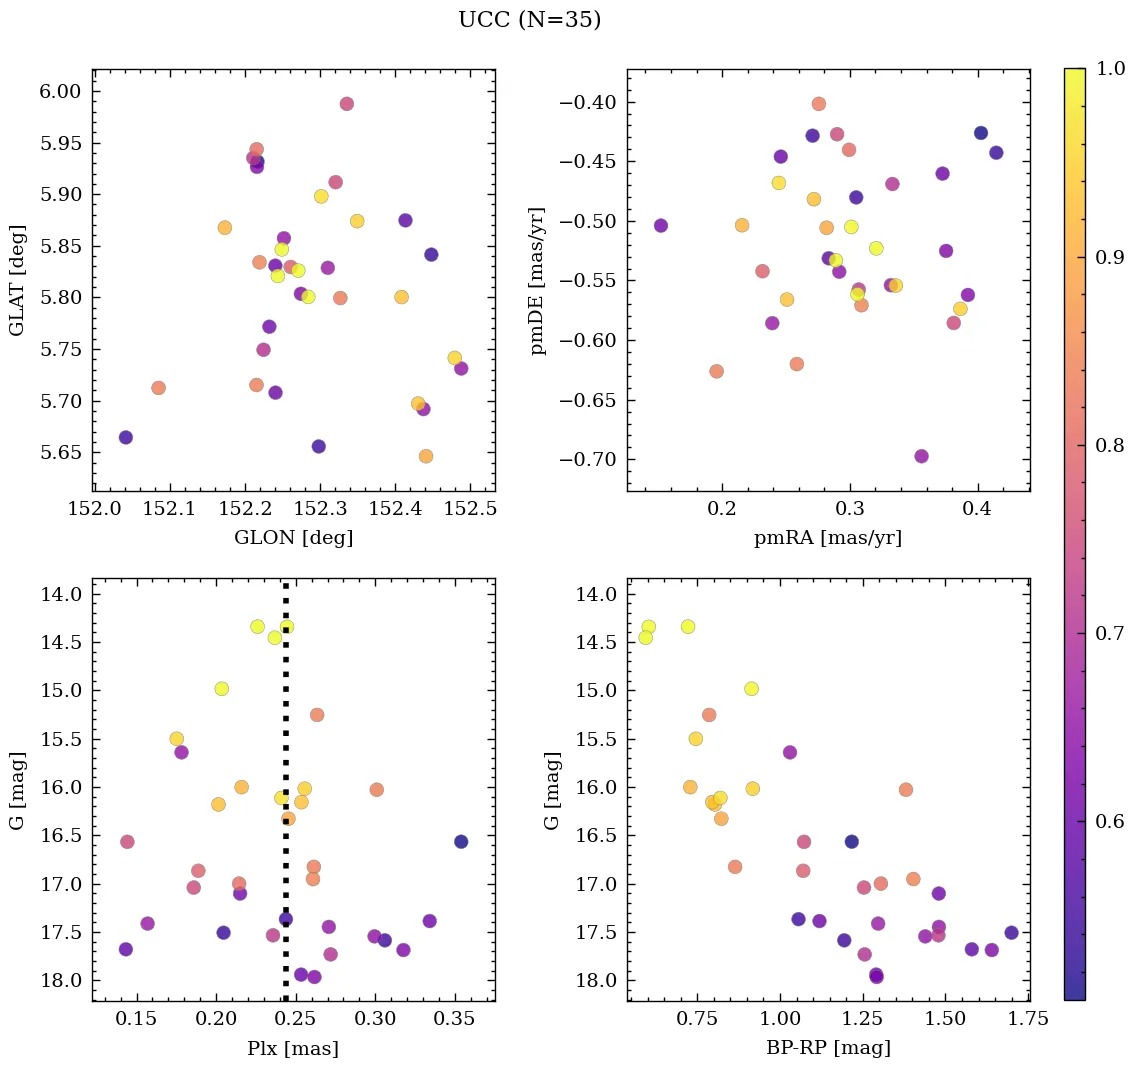 UCC (N=35)
6.00
5.95
5.90
5.85
5.80
5.75
5.70
5.65
GLAT [deg]
152.0 152.1 152.2 152.3 152.4 152.5
GLON [deg]
−0.40
−0.45
−0.50
−0.55
−0.60
−0.65
−0.70
pmDE [mas/yr]
0.2 0.3 0.4
pmRA [mas/yr]
14.0
14.5
15.0
15.5
16.0
16.5
17.0
17.5
18.0
G [mag]
0.15 0.20 0.25 0.30 0.35
Plx [mas]
14.0
14.5
15.0
15.5
16.0
16.5
17.0
17.5
18.0
G [mag]
0.75 1.00 1.25 1.50 1.75
BP-RP [mag]
1.0
0.9
0.8
0.7
0.6